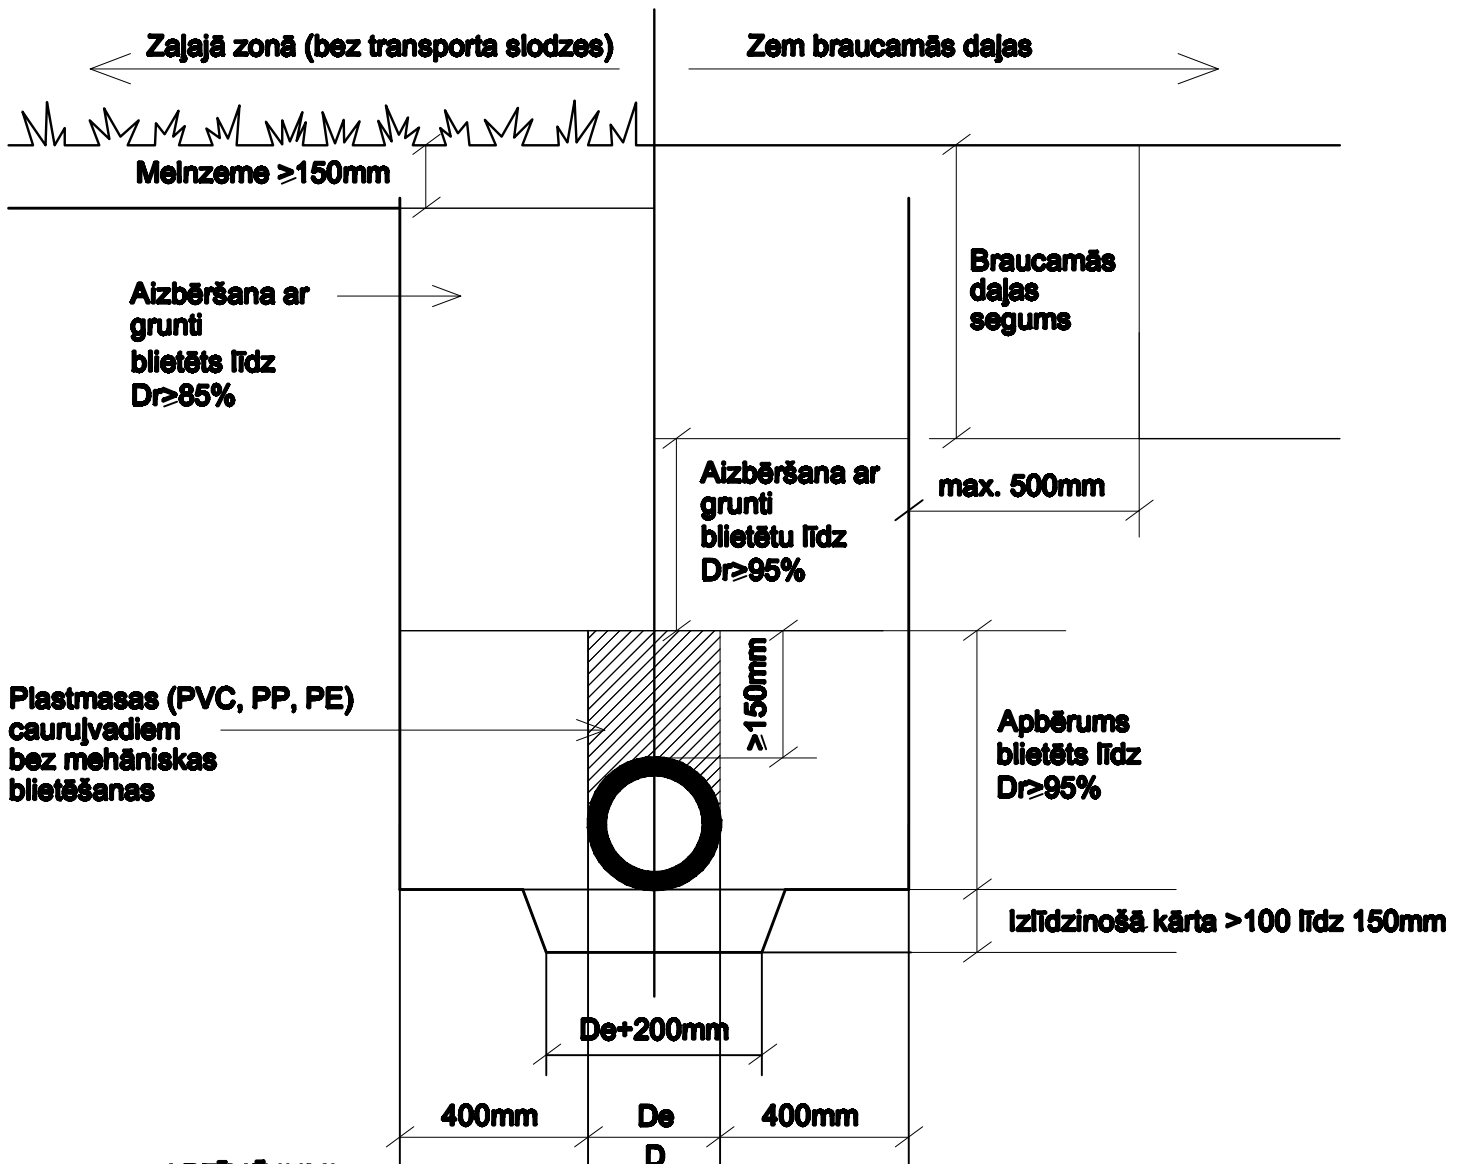 Zaļajā zonā (bez transporta slodzes)
Zem braucamās daļas
Melnzeme ≥150mm
Braucamās
daļas
segums
Aizbēršana ar
grunti
blietēts līdz
Dr≥85%
Aizbēršana ar
grunti
blietētu līdz
Dr≥95%
max. 500mm
≥150mm
Plastmasas (PVC, PP, PE)
cauruļvadiem
bez mehāniskas
blietēšanas
Apbērums
blietēts līdz
Dr≥95%
Izlīdzinošā kārta >100 līdz 150mm
De+200mm
400mm
De
400mm
D